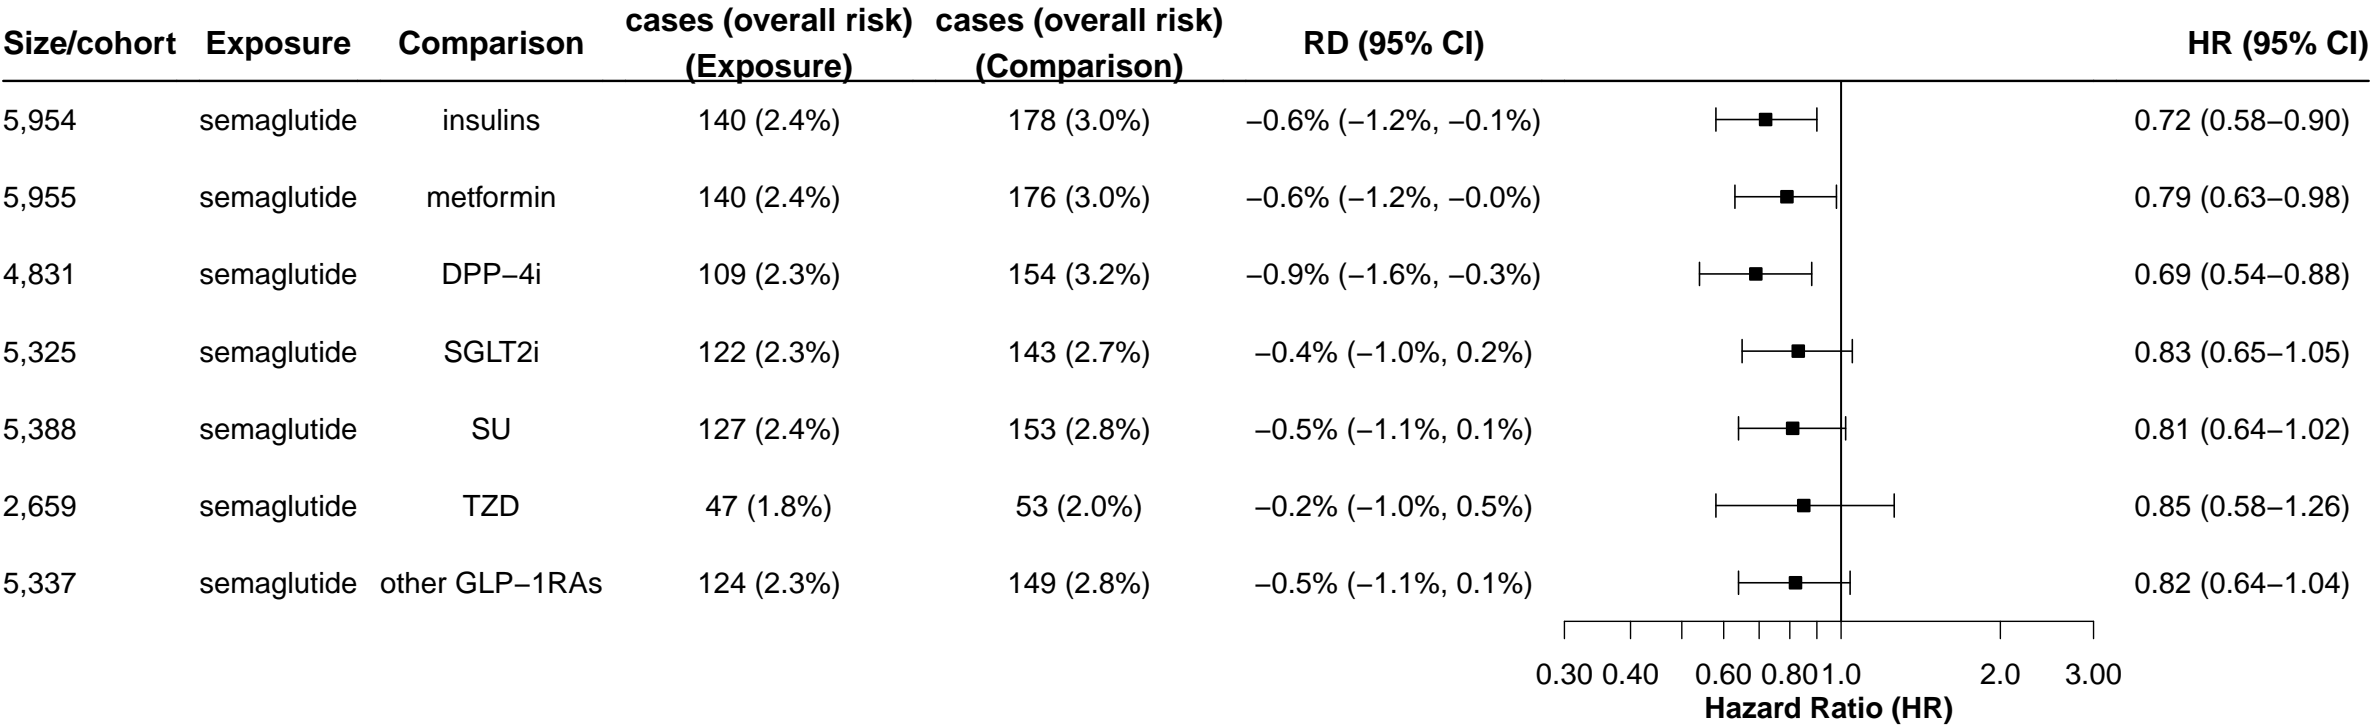 Size/cohort Exposure Comparison cases (overall risk) (Exposure) cases (overall risk) (Comparison) RD (95% CI) HR (95% CI)
5,954 semaglutide insulins 140 (2.4%) 178 (3.0%) −0.6% (−1.2%, −0.1%) 0.72 (0.58−0.90)
5,955 semaglutide metformin 140 (2.4%) 176 (3.0%) −0.6% (−1.2%, −0.0%) 0.79 (0.63−0.98)
4,831 semaglutide DPP−4i 109 (2.3%) 154 (3.2%) −0.9% (−1.6%, −0.3%) 0.69 (0.54−0.88)
5,325 semaglutide SGLT2i 122 (2.3%) 143 (2.7%) −0.4% (−1.0%, 0.2%) 0.83 (0.65−1.05)
5,388 semaglutide SU 127 (2.4%) 153 (2.8%) −0.5% (−1.1%, 0.1%) 0.81 (0.64−1.02)
2,659 semaglutide TZD 47 (1.8%) 53 (2.0%) −0.2% (−1.0%, 0.5%) 0.85 (0.58−1.26)
5,337 semaglutide other GLP−1RAs 124 (2.3%) 149 (2.8%) −0.5% (−1.1%, 0.1%) 0.82 (0.64−1.04)
0.30 0.40 0.60 0.80 1.0 2.0 3.00
Hazard Ratio (HR)